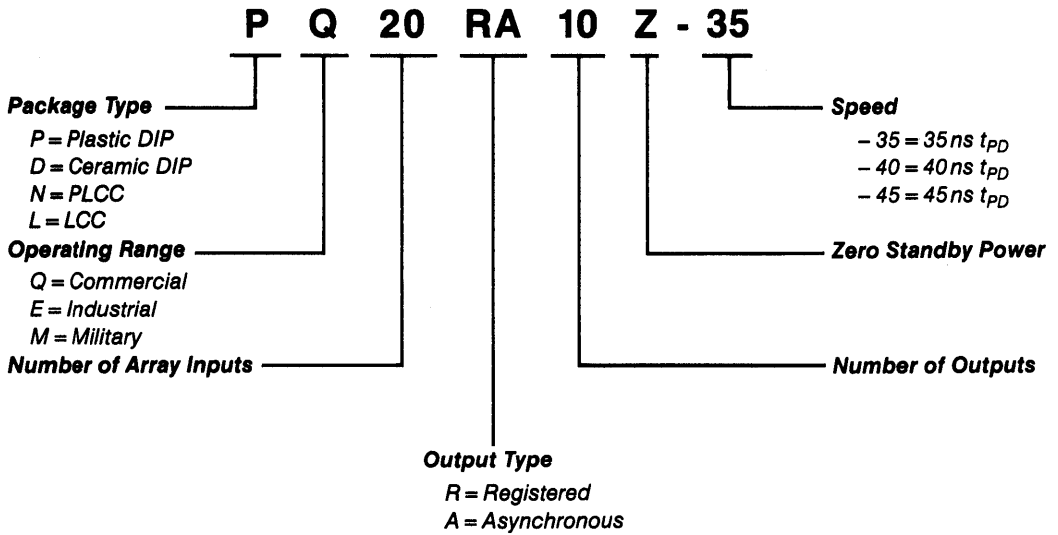 P Q 20 RA 10 Z - 35
Package Type
P = Plastic DIP
D = Ceramic DIP
N = PLCC
L = LCC
Operating Range
Q = Commercial
E = Industrial
M = Military
Number of Array Inputs
Output Type
R = Registered
A = Asynchronous
Speed
– 35 = 35 ns tPD
– 40 = 40 ns tPD
– 45 = 45 ns tPD
Zero Standby Power
Number of Outputs